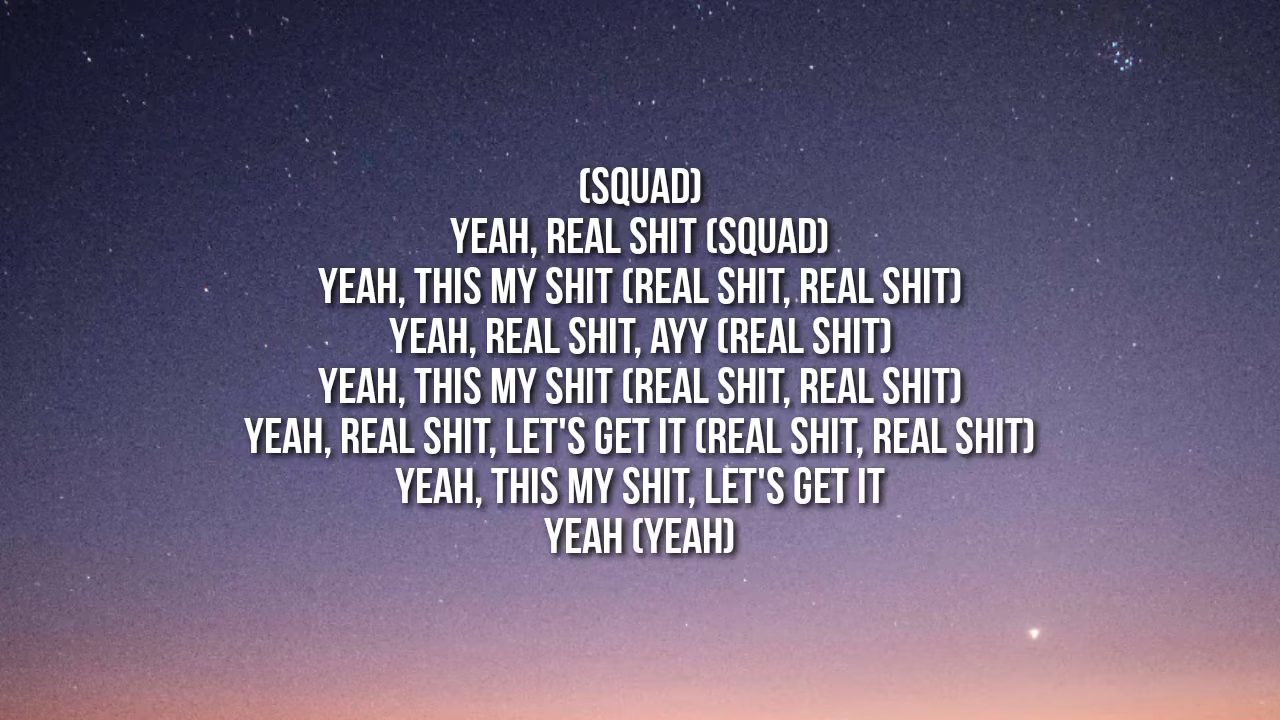 (SQUAD)
YEAH, REAL SHIT (SQUAD)
YEAH, THIS MY SHIT (REAL SHIT, REAL SHIT)
YEAH, REAL SHIT, AYY (REAL SHIT)
YEAH, THIS MY SHIT (REAL SHIT, REAL SHIT)
YEAH, REAL SHIT, LET'S GET IT (REAL SHIT, REAL SHIT)
YEAH, THIS MY SHIT, LET'S GET IT
YEAH (YEAH)